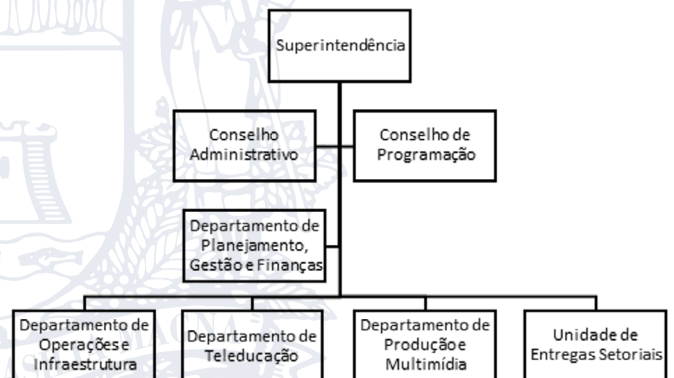 Superintendência
Conselho
Administrativo
Conselho de
Programação
Departamento de
Planejamento,
Gestão e Finanças
Departamento de
Operações e
Infraestrutura
Departamento de
Teleducação
Departamento de
Produção e
Multimídia
Unidade de
Entregas Setoriais